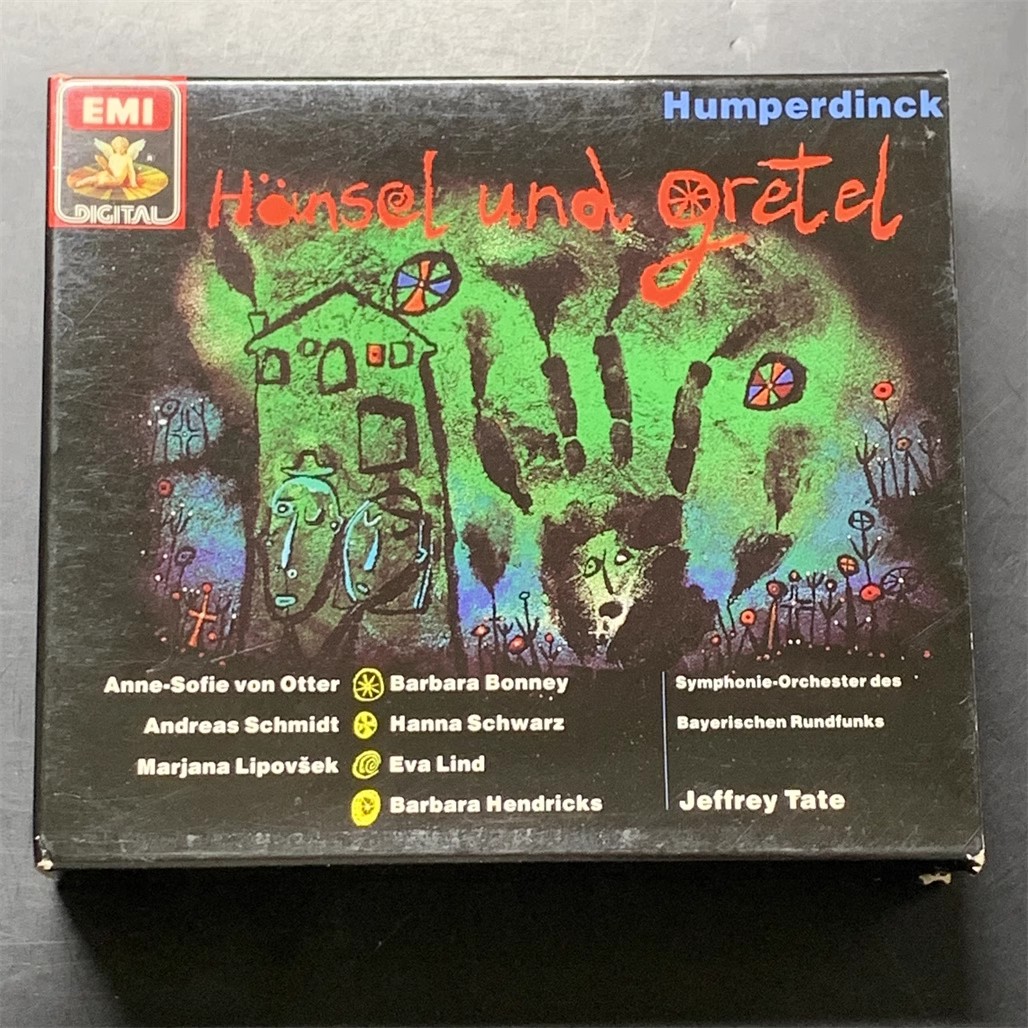 EMI
DIGITAL
Humperdinck
Hänsel und gretel
Anne-Sofie von Otter
Barbara Bonney
Andreas Schmidt
Hanna Schwarz
Marjana Lipovšek
Eva Lind
Barbara Hendricks
Symphonie-Orchester des
Bayerischen Rundfunks
Jeffrey Tate